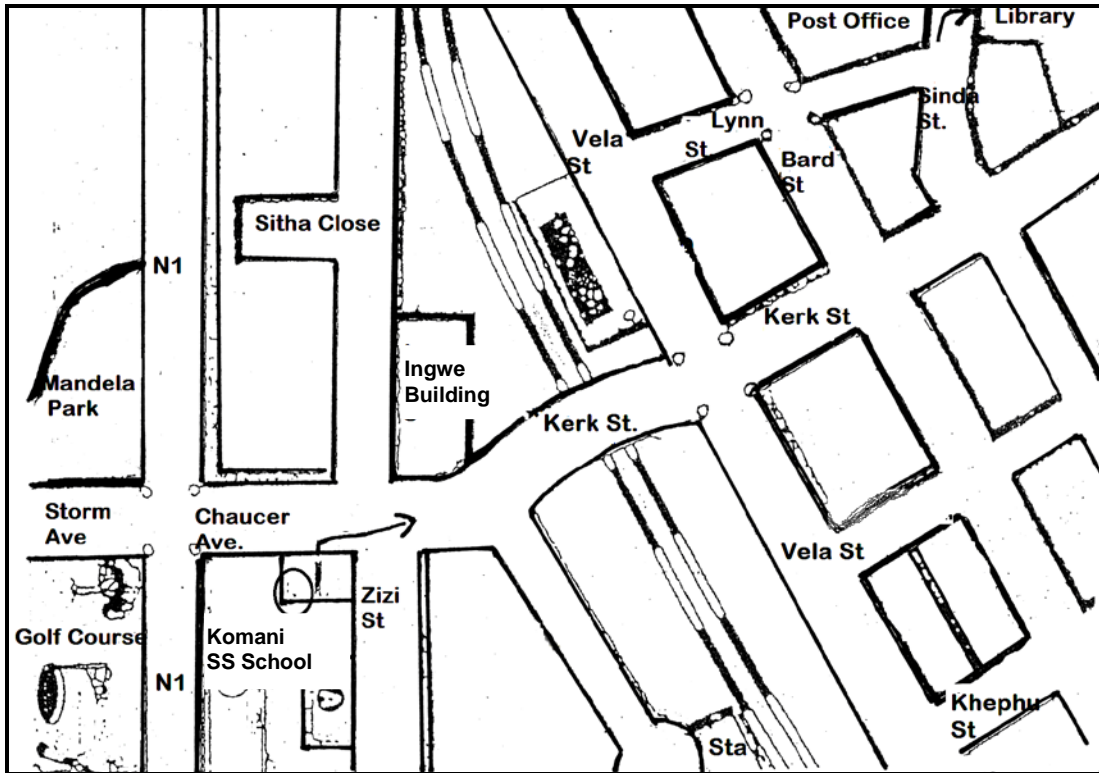 Post Office
Library
Sinda
St.
Lynn
St
Vela
St
Bard
St
Sitha Close
N1
Kerk St
Ingwe
Building
Mandela
Park
Kerk St.
Storm
Ave
Chaucer
Ave.
Vela St
Zizi
St
Golf Course
Komani
SS School
N1
Khephu
St
Sta